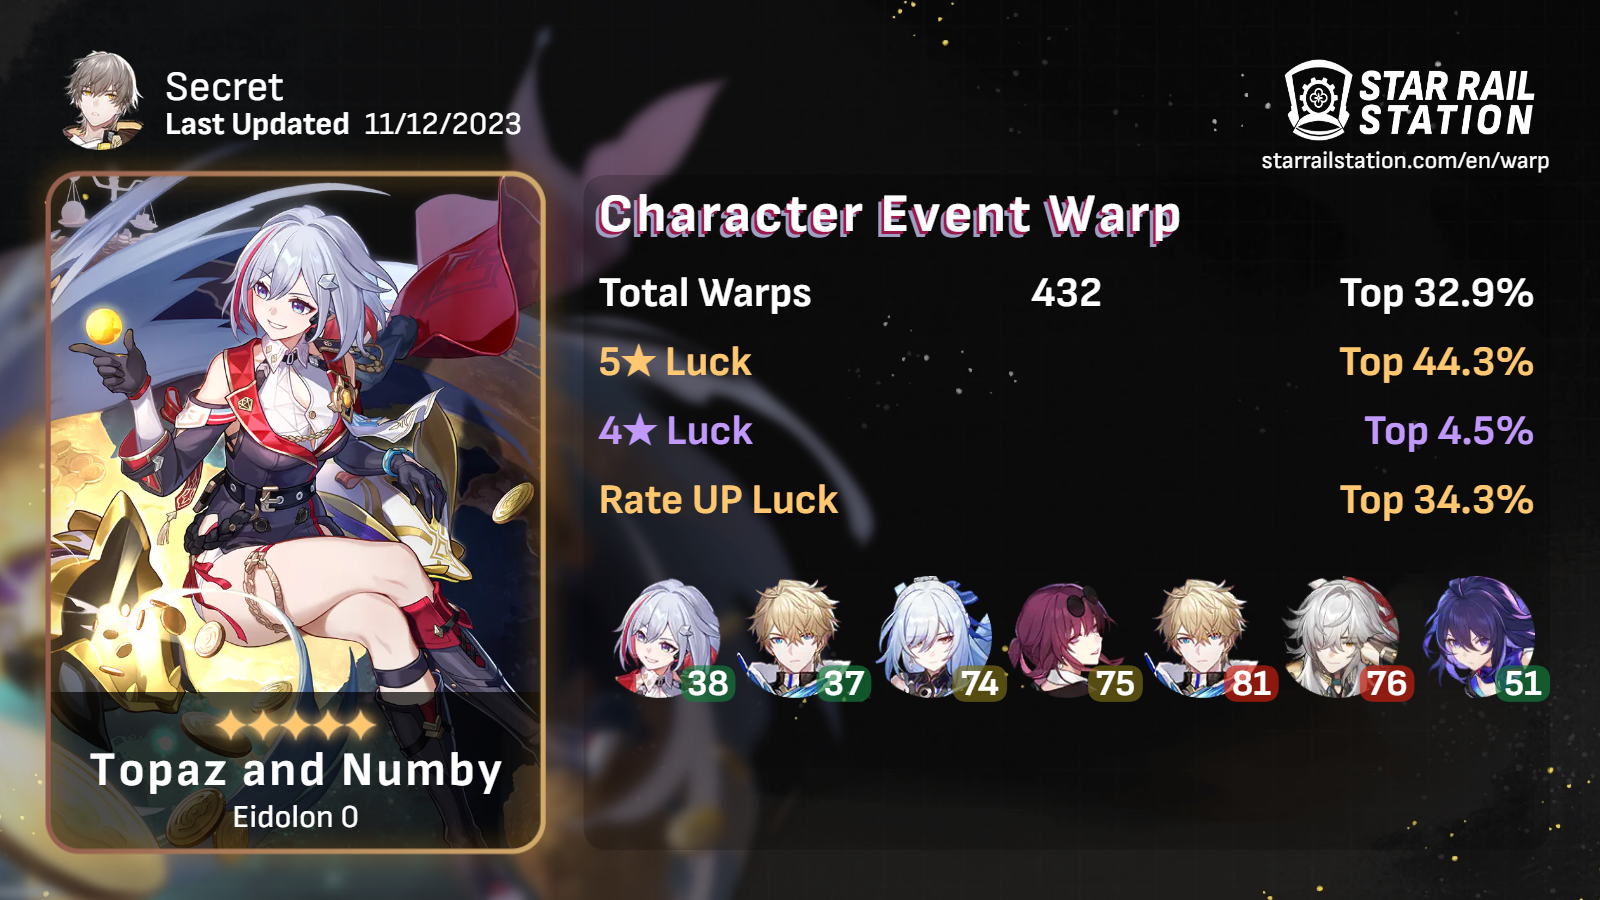 Secret
Last Updated 11/12/2023
STAR RAIL
STATION
starrailstation.com/en/warp
Character Event Warp
Total Warps 432 Top 32.9%
5★ Luck Top 44.3%
4★ Luck Top 4.5%
Rate UP Luck Top 34.3%
38 37 74 75 81 76 51
Topaz and Numby
Eidolon 0